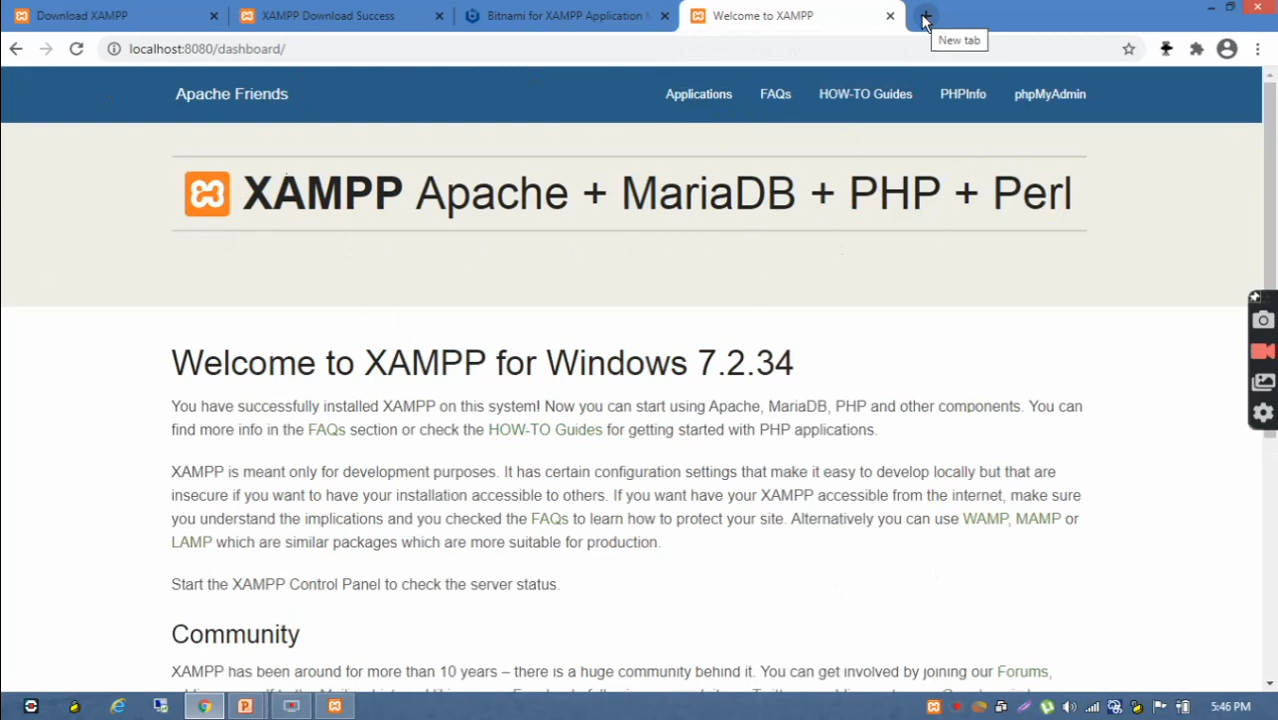 Download XAMPP
XAMPP Download Success
Bitnami for XAMPP Application
Welcome to XAMPP
New tab
localhost:8080/dashboard/
Apache Friends
Applications
FAQs
HOW-TO Guides
PHPInfo
phpMyAdmin
XAMPP Apache + MariaDB + PHP + Perl
Welcome to XAMPP for Windows 7.2.34
You have successfully installed XAMPP on this system! Now you can start using Apache, MariaDB, PHP and other components. You can
find more info in the FAQs section or check the HOW-TO Guides for getting started with PHP applications.
XAMPP is meant only for development purposes. It has certain configuration settings that make it easy to develop locally but that are
insecure if you want to have your installation accessible to others. If you want have your XAMPP accessible from the internet, make sure
you understand the implications and you checked the FAQs to learn how to protect your site. Alternatively you can use WAMP, MAMP or
LAMP which are similar packages which are more suitable for production.
Start the XAMPP Control Panel to check the server status.
Community
XAMPP has been around for more than 10 years – there is a huge community behind it. You can get involved by joining our Forums,
5:46 PM